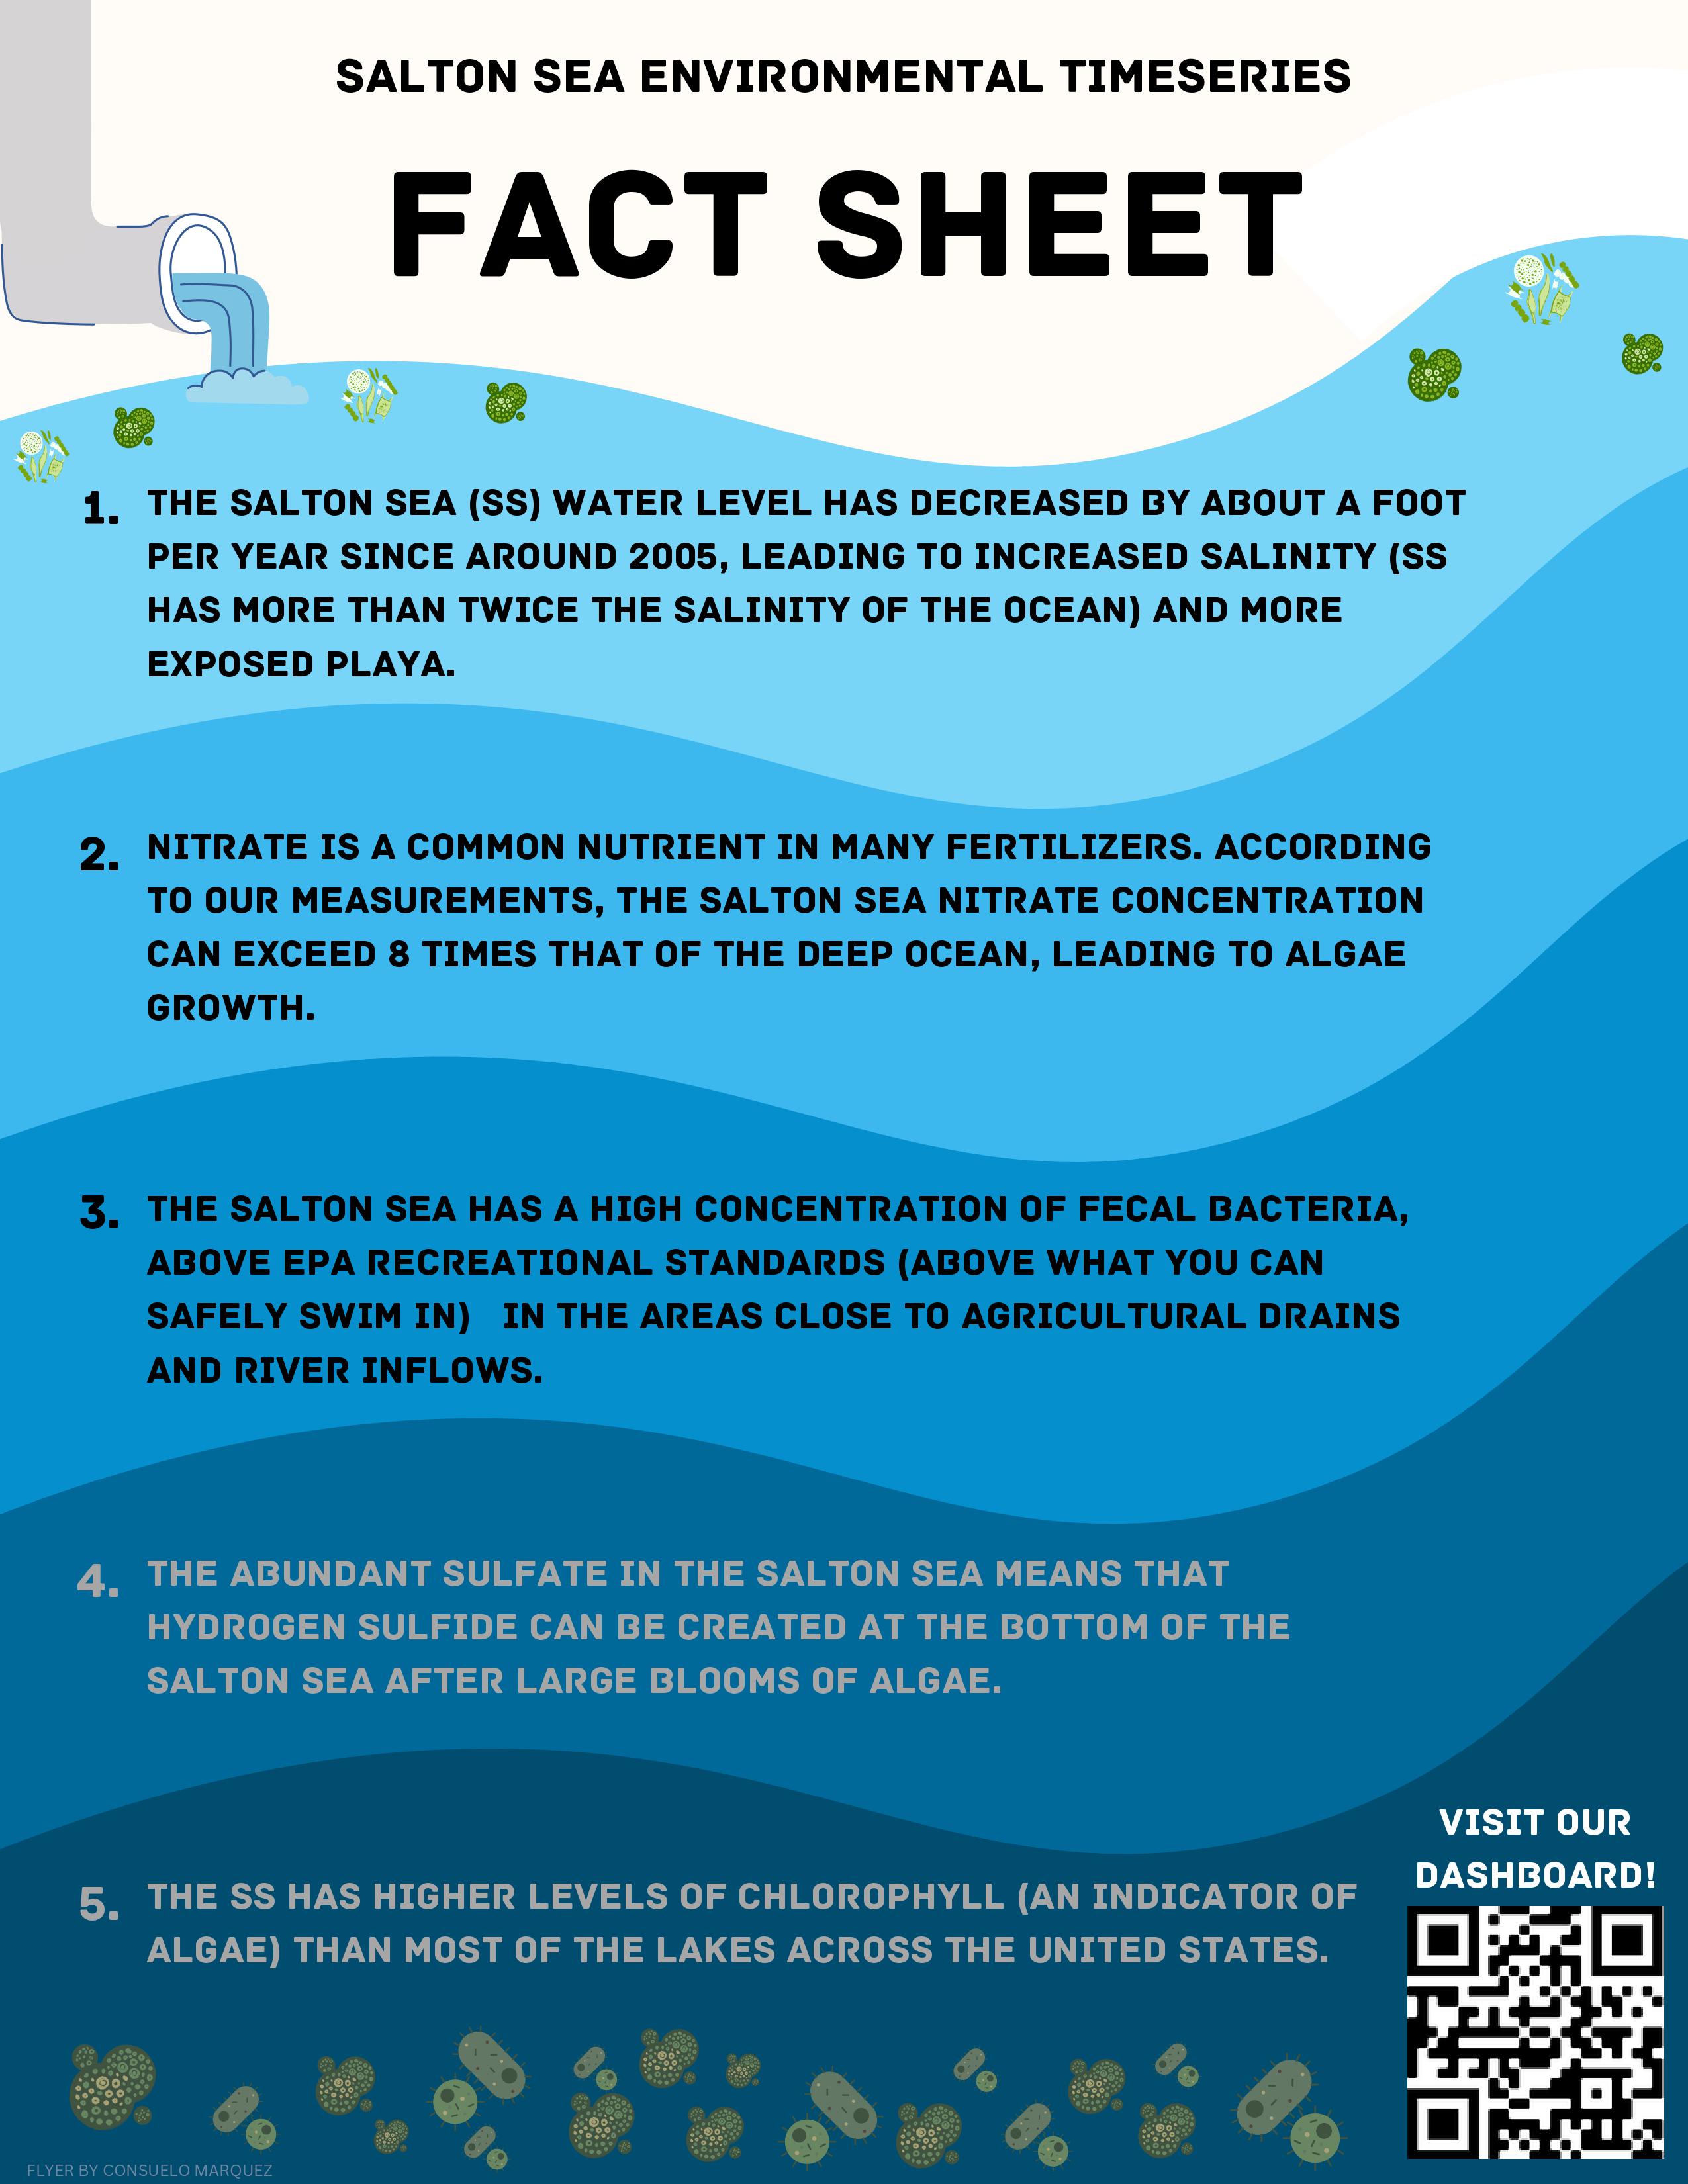 SALTON SEA ENVIRONMENTAL TIMESERIES
FACT SHEET
1. THE SALTON SEA (SS) WATER LEVEL HAS DECREASED BY ABOUT A FOOT
PER YEAR SINCE AROUND 2005, LEADING TO INCREASED SALINITY (SS
HAS MORE THAN TWICE THE SALINITY OF THE OCEAN) AND MORE
EXPOSED PLAYA.
2. NITRATE IS A COMMON NUTRIENT IN MANY FERTILIZERS. ACCORDING
TO OUR MEASUREMENTS, THE SALTON SEA NITRATE CONCENTRATION
CAN EXCEED 8 TIMES THAT OF THE DEEP OCEAN, LEADING TO ALGAE
GROWTH.
3. THE SALTON SEA HAS A HIGH CONCENTRATION OF FECAL BACTERIA,
ABOVE EPA RECREATIONAL STANDARDS (ABOVE WHAT YOU CAN
SAFELY SWIM IN) IN THE AREAS CLOSE TO AGRICULTURAL DRAINS
AND RIVER INFLOWS.
4. THE ABUNDANT SULFATE IN THE SALTON SEA MEANS THAT
HYDROGEN SULFIDE CAN BE CREATED AT THE BOTTOM OF THE
SALTON SEA AFTER LARGE BLOOMS OF ALGAE.
5. THE SS HAS HIGHER LEVELS OF CHLOROPHYLL (AN INDICATOR OF
ALGAE) THAN MOST OF THE LAKES ACROSS THE UNITED STATES.
VISIT OUR
DASHBOARD!
FLYER BY CONSUELO MARQUEZ